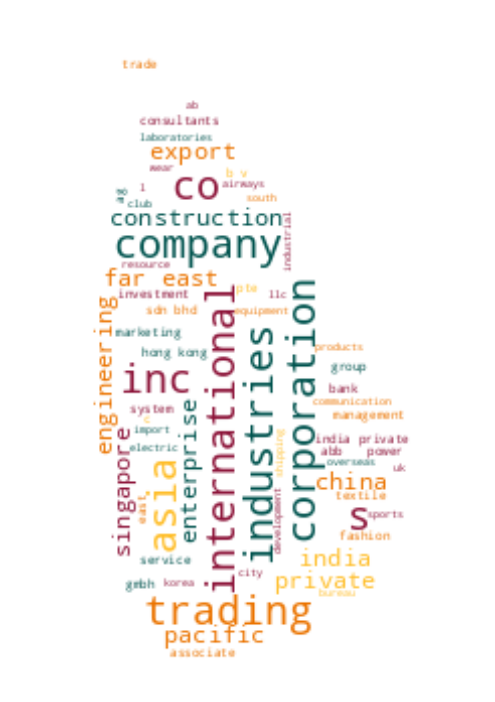 trade
ab
consultants
laboratories
export
wear
b v
co
airways
l
ag
club
south
construction
industrial
company
resource
far east
investment
pte
llc
sdn bhd
equipment
engineering
international
corporation
marketing
industries
hong kong
products
group
inc
bank
system
enterprise
communication
management
c
import
singapore
electric
shipping
india private
abb
power
overseas
uk
asia
china
textile
east
development
s
sports
fashion
service
india
city
gmbh
korea
private
bureau
trading
pacific
associate